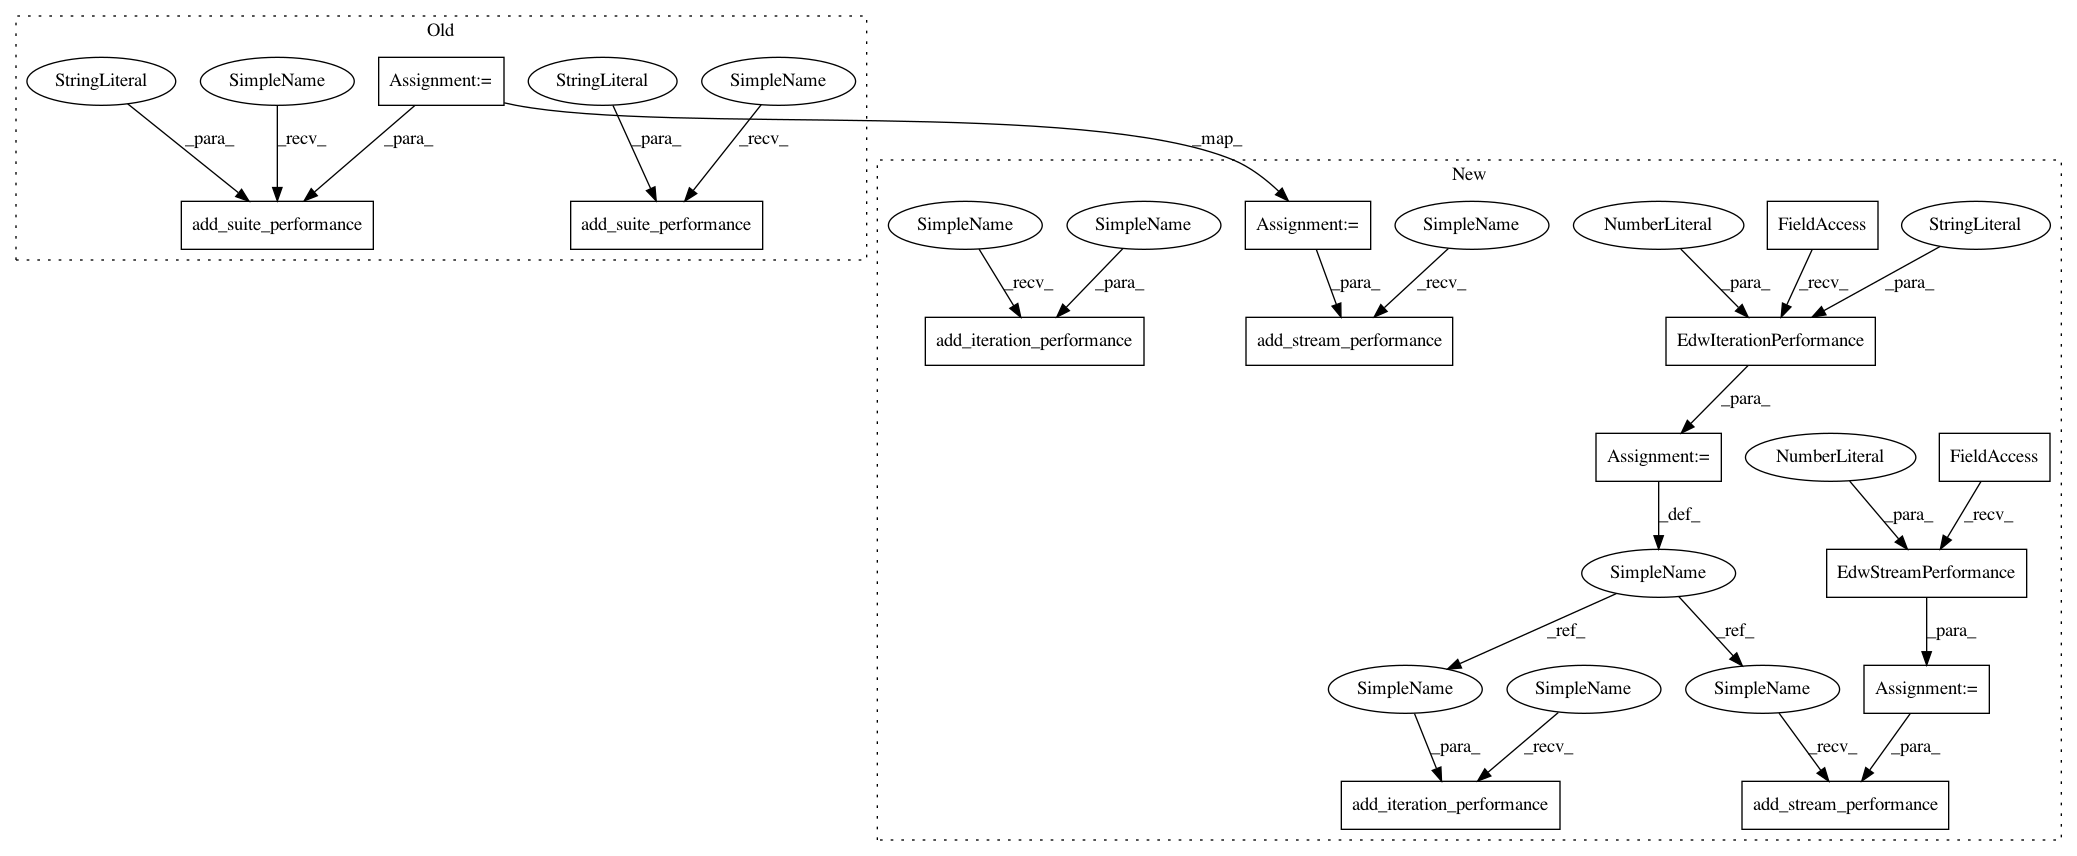 Old
StringLiteral
SimpleName
Assignment:=
StringLiteral
SimpleName
_para_
_recv_
_para_
_para_
_recv_
_map_
add_suite_performance
add_suite_performance
New
SimpleName
SimpleName
Assignment:=
SimpleName
NumberLiteral
FieldAccess
StringLiteral
_recv_
_para_
_para_
_recv_
_para_
_recv_
_para_
add_iteration_performance
add_stream_performance
EdwIterationPerformance
_para_
Assignment:=
NumberLiteral
FieldAccess
_def_
_para_
_recv_
SimpleName
EdwStreamPerformance
_ref_
_ref_
_para_
SimpleName
SimpleName
SimpleName
Assignment:=
_para_
_recv_
_recv_
_para_
add_iteration_performance
add_stream_performance